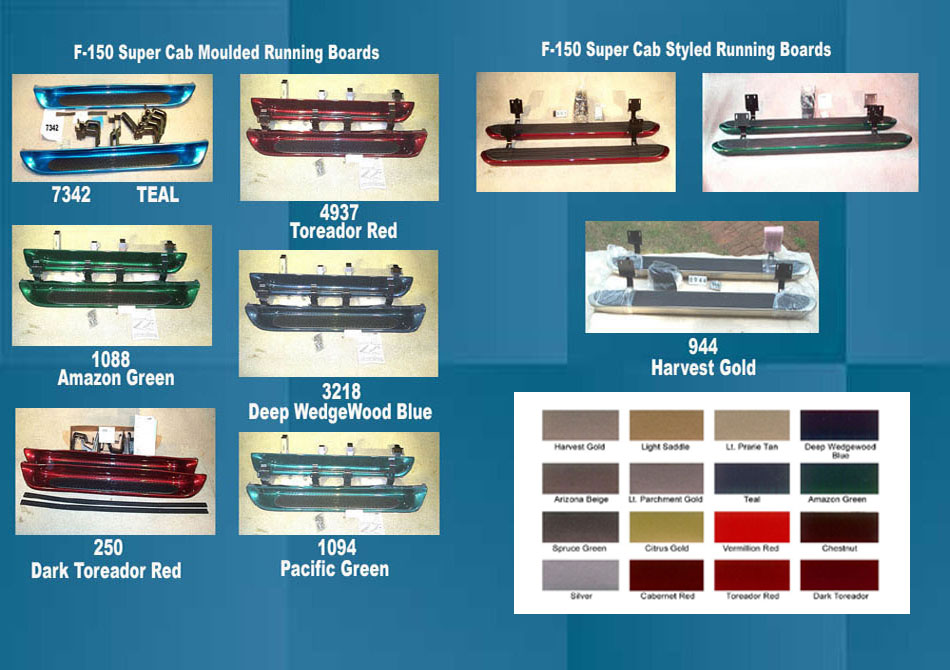 F-150 Super Cab Moulded Running Boards
7342
7342 TEAL
4937
Toreador Red
1088
Amazon Green
3218
Deep WedgeWood Blue
250
Dark Toreador Red
1094
Pacific Green
F-150 Super Cab Styled Running Boards
944
Harvest Gold
Harvest Gold Light Saddle Lt. Prarie Tan Deep Wedgewood
Blue
Arizona Beige Lt. Parchment Gold Teal Amazon Green
Spruce Green Citrus Gold Vermillion Red Chestnut
Silver Cabernet Red Toreador Red Dark Toreador